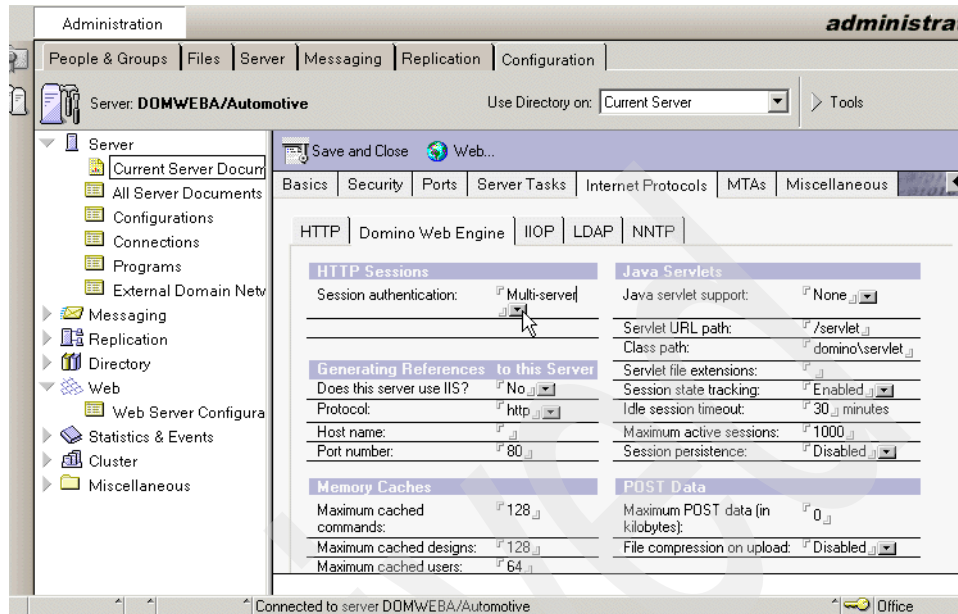 Administration
administra
People & Groups Files Server Messaging Replication Configuration
Server: DOMWEBA/Automotive Use Directory on: Current Server Tools
Server
Current Server Docum
All Server Documents
Configurations
Connections
Programs
External Domain Netw
Messaging
Replication
Directory
Web
Web Server Configura
Statistics & Events
Cluster
Miscellaneous
Save and Close Web...
Basics Security Ports Server Tasks Internet Protocols MTAs Miscellaneous
HTTP Domino Web Engine IIOP LDAP NNTP
HTTP Sessions
Session authentication: Multi-server
Generating References to this Server
Does this server use IIS? No
Protocol: http
Host name:
Port number: 80
Memory Caches
Maximum cached commands: 128
Maximum cached designs: 128
Maximum cached users: 64
Java Servlets
Java servlet support: None
Servlet URL path: /servlet
Class path: domino\servlet
Servlet file extensions:
Session state tracking: Enabled
Idle session timeout: 30 minutes
Maximum active sessions: 1000
Session persistence: Disabled
POST Data
Maximum POST data (in kilobytes): 0
File compression on upload: Disabled
Connected to server DOMWEBA/Automotive Office